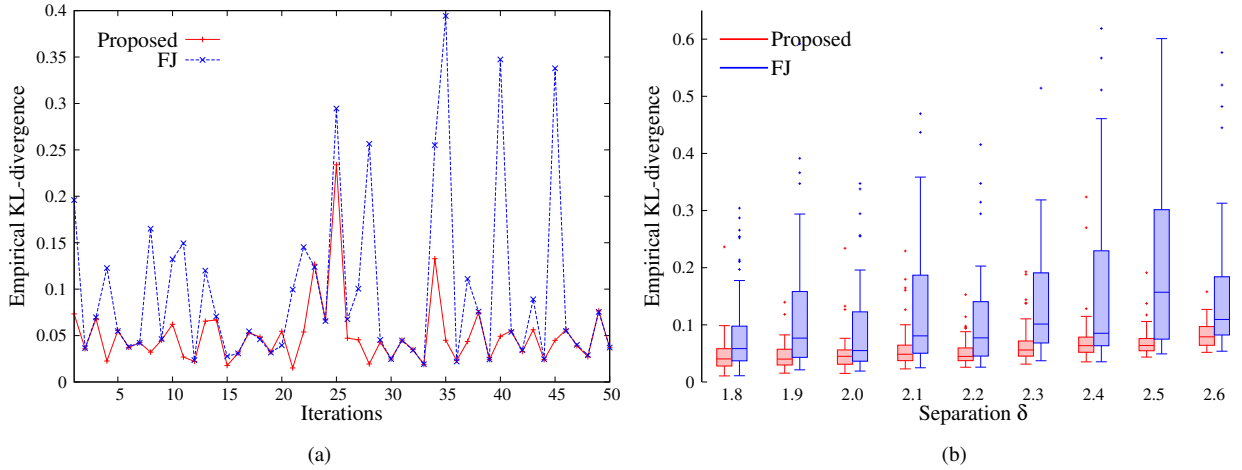 0.4
0.35
0.3
0.25
0.2
0.15
0.1
0.05
0
Empirical KL-divergence
Proposed
FJ
5 10 15 20 25 30 35 40 45 50
Iterations
(a)
0.6
0.5
0.4
0.3
0.2
0.1
0.0
Empirical KL-divergence
Proposed
FJ
1.8 1.9 2.0 2.1 2.2 2.3 2.4 2.5 2.6
Separation δ
(b)